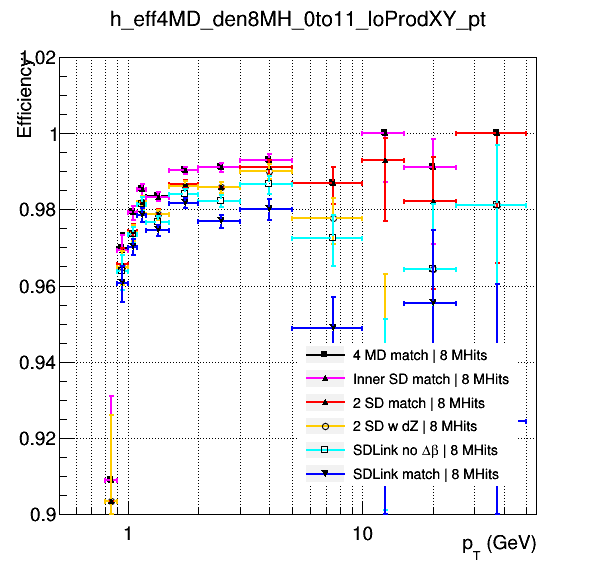 h_eff4MD_den8MH_0to11_loProdXY_pt
Efficiency
1.02
1
0.98
0.96
0.94
0.92
0.9
4 MD match | 8 MHits
Inner SD match | 8 MHits
2 SD match | 8 MHits
2 SD w dZ | 8 MHits
SDLink no Δβ | 8 MHits
SDLink match | 8 MHits
1
10
p_T (GeV)